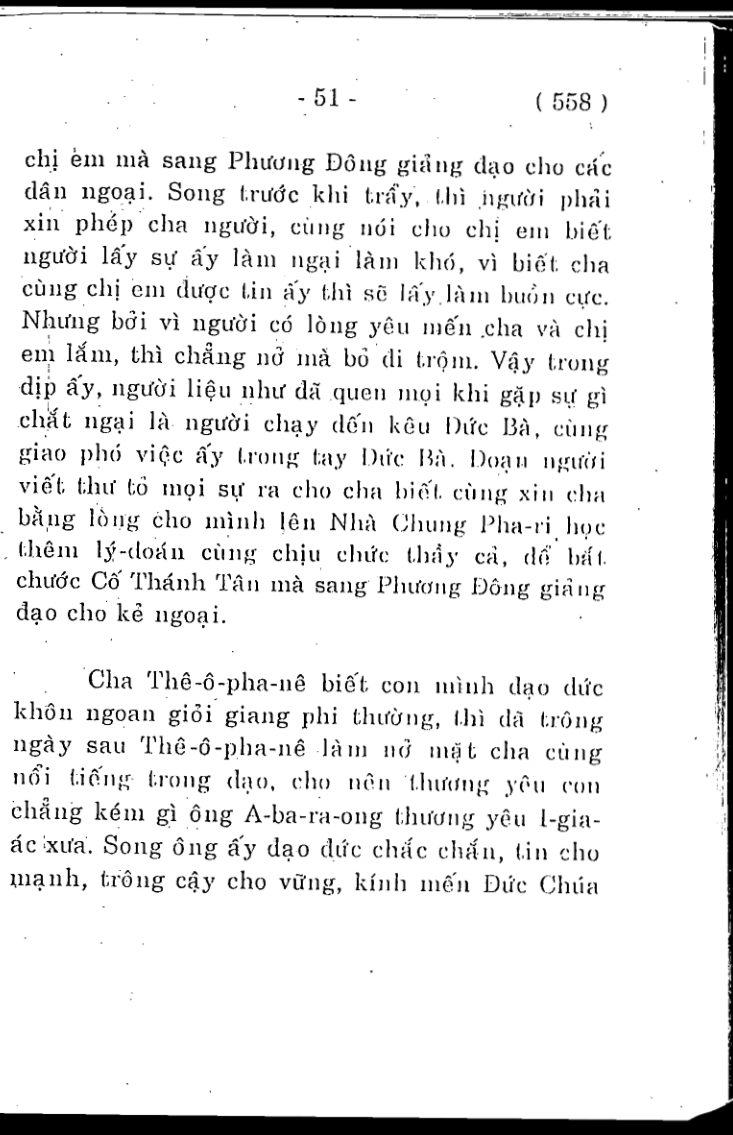 - 51 - ( 558 )
chị em mà sang Phương Đông giảng đạo cho các
dân ngoại. Song trước khi trẩy, thì người phải
xin phép cha người, cùng nói cho chị em biết
người lấy sự ấy làm ngại làm khó, vì biết cha
cùng chị em được tin ấy thì sẽ lấy làm buồn cực.
Nhưng bởi vì người có lòng yêu mến cha và chị
em lắm, thì chẳng nở mà bỏ đi trộm. Vậy trong
dịp ấy, người liệu như đã quen mọi khi gặp sự gì
chắt ngại là người chạy đến kêu Đức Bà, cùng
giao phó việc ấy trong tay Đức Bà. Đoạn người
viết thư tỏ mọi sự ra cho cha biết cùng xin cha
bằng lòng cho mình lên Nhà Chung Pha-ri học
thêm lý-đoán cùng chịu chức thầy cả, để bắt
chước Cố Thánh Tân mà sang Phương Đông giảng
đạo cho kẻ ngoại.
Cha Thê-ô-pha-nê biết con mình đạo đức
khôn ngoan giỏi giang phi thường, thì đã trông
ngày sau Thê-ô-pha-nê làm nở mặt cha cùng
nổi tiếng trong đạo, cho nên thương yêu con
chẳng kém gì ông A-ba-ra-ong thương yêu I-gia-
ác xưa. Song ông ấy đạo đức chắc chắn, tin cho
mạnh, trông cậy cho vững, kính mến Đức Chúa